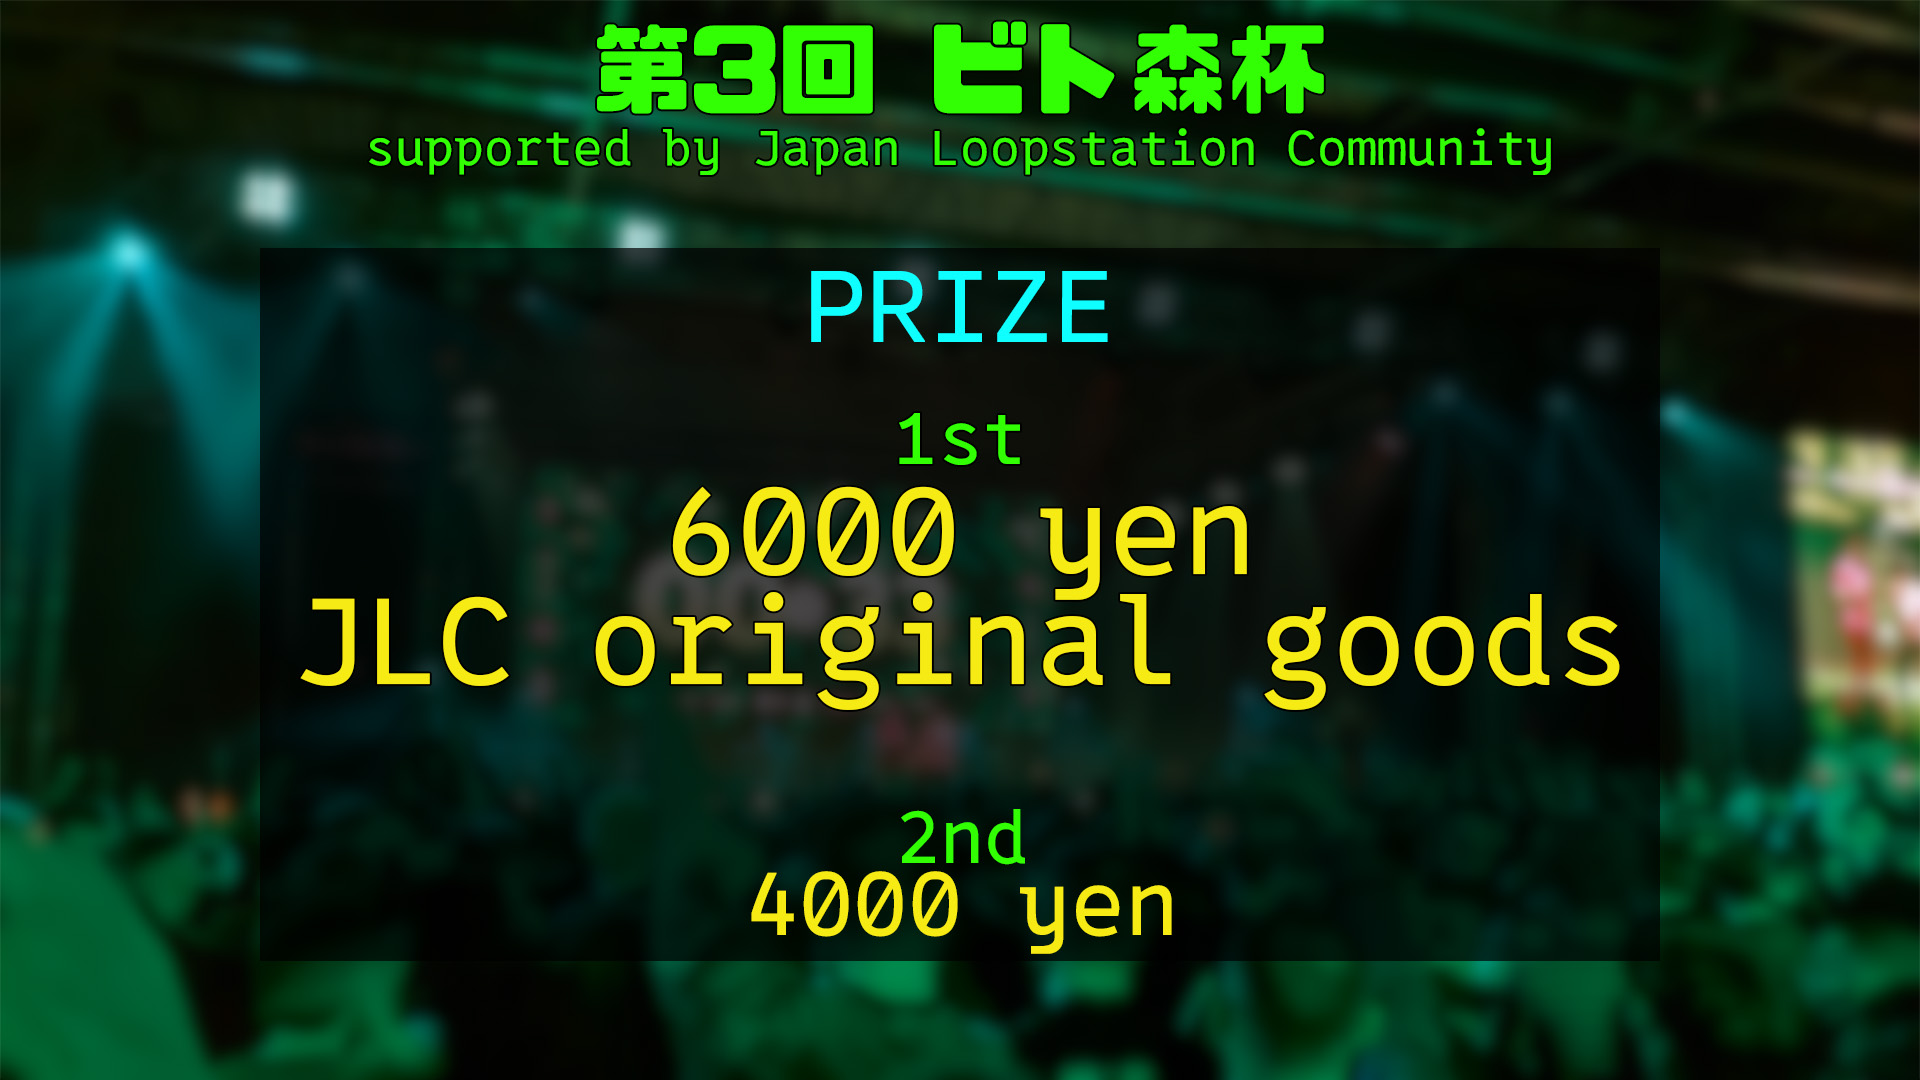 第3回 ビト森杯
supported by Japan Loopstation Community
PRIZE
1st
6000 yen
JLC original goods
2nd
4000 yen